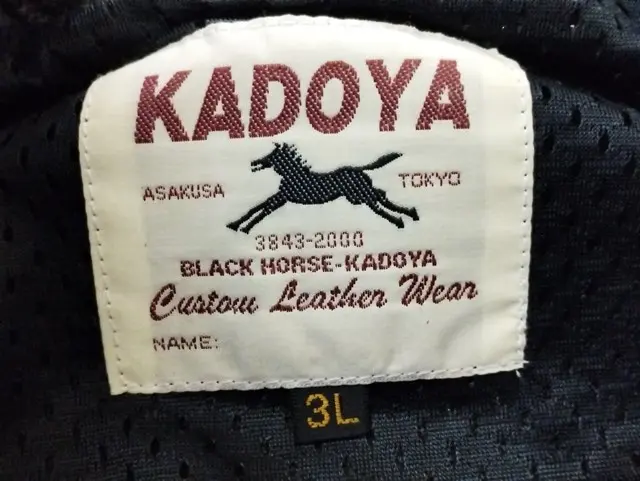 KADOYA
ASAKUSA TOKYO
3843-2000
BLACK HORSE-KADOYA
Custom Leather Wear
NAME:
3L